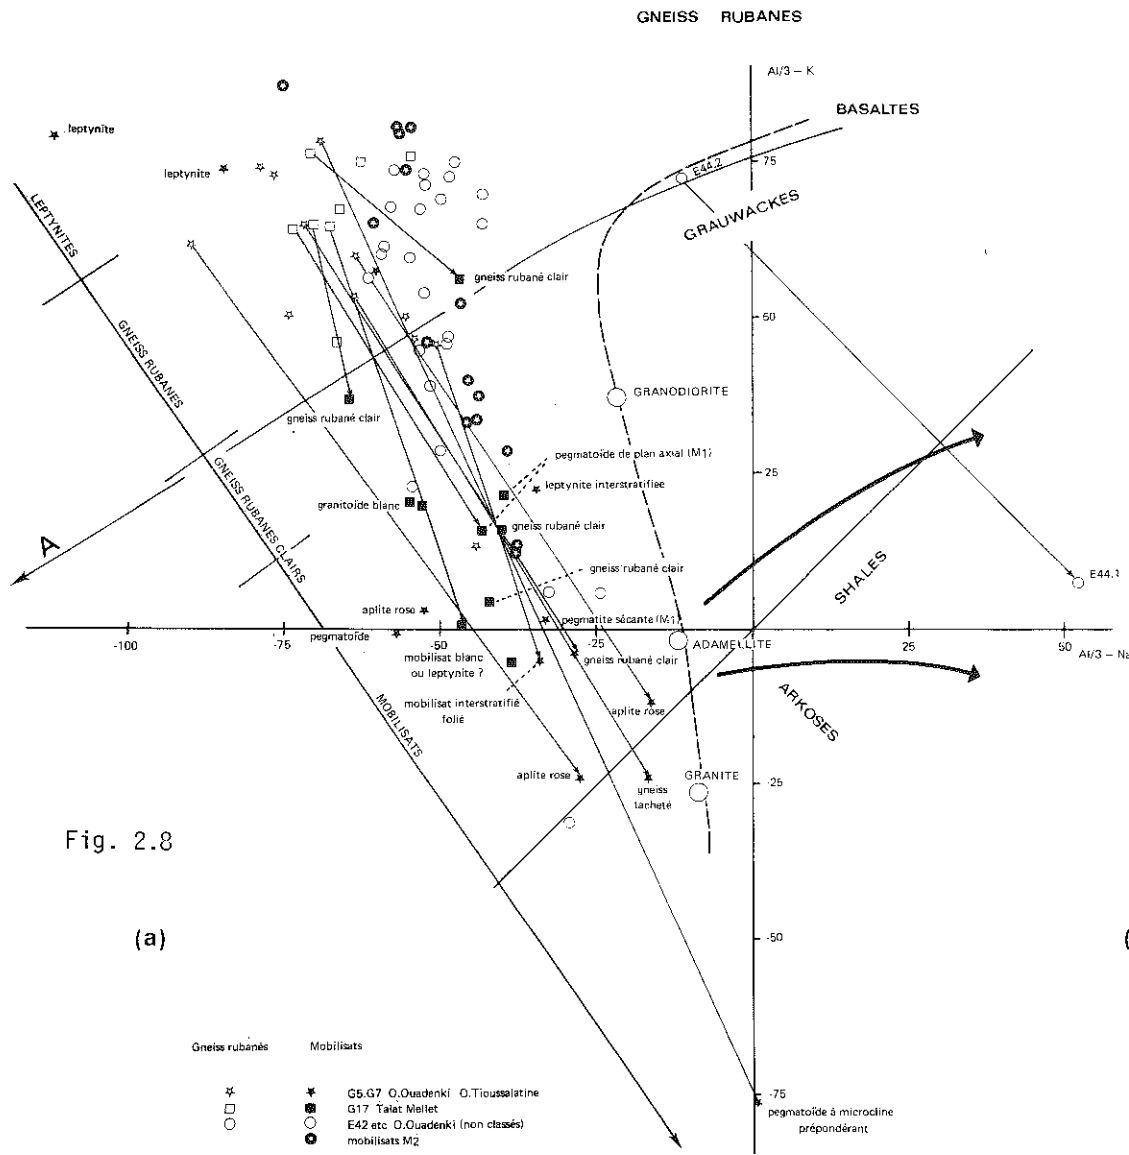 GNEISS RUBANES
Al/3 – K
BASALTES
leptynite
leptynite
E44.2
75
GRAUWACKES
LEPTYNITES
gneiss rubané clair
50
GNEISS RUBANES
GRANODIORITE
gneiss rubané clair
pegmatoïde de plan axial (M1)
25
leptynite interstratifiée
granitoïde blanc
gneiss rubané clair
A
GNEISS RUBANES CLAIRS
gneiss rubané clair
SHALES
E44.1
aplite rose
pegmatite sécante (M1)
pegmatoïde
-100
-75
-50
-25
ADAMELLITE
25
50
Al/3 – Na
mobilisat blanc
ou leptynite ?
gneiss rubané clair
mobilisat interstratifié
folié
aplite rose
ARKOSES
MOBILISATS
aplite rose
GRANITE
-25
gneiss
tacheté
Fig. 2.8
(a)
(
-50
-75
pegmatoïde à microcline
prépondérant
Gneiss rubanés
Mobilisats
G5.G7 O.Ouadenki O.Tioussalatine
G17 Talat Mellet
E42 etc O.Ouadenki (non classés)
mobilisats M2